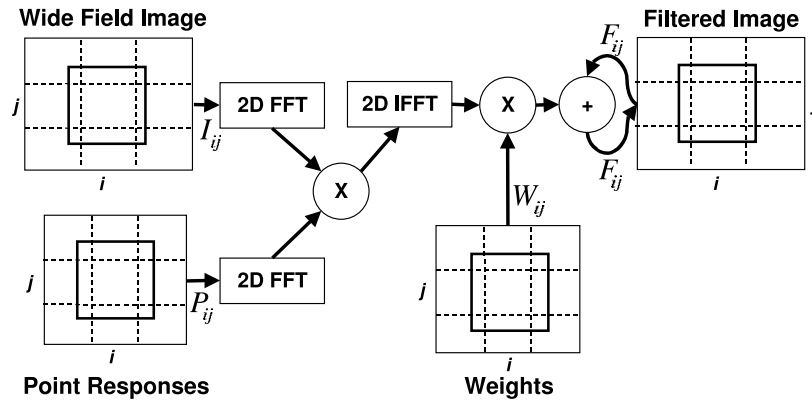 Wide Field Image
Filtered Image
j
i
I_ij
2D FFT
2D IFFT
X
+
F_ij
F_ij
i
X
W_ij
j
i
P_ij
2D FFT
j
i
Point Responses
Weights